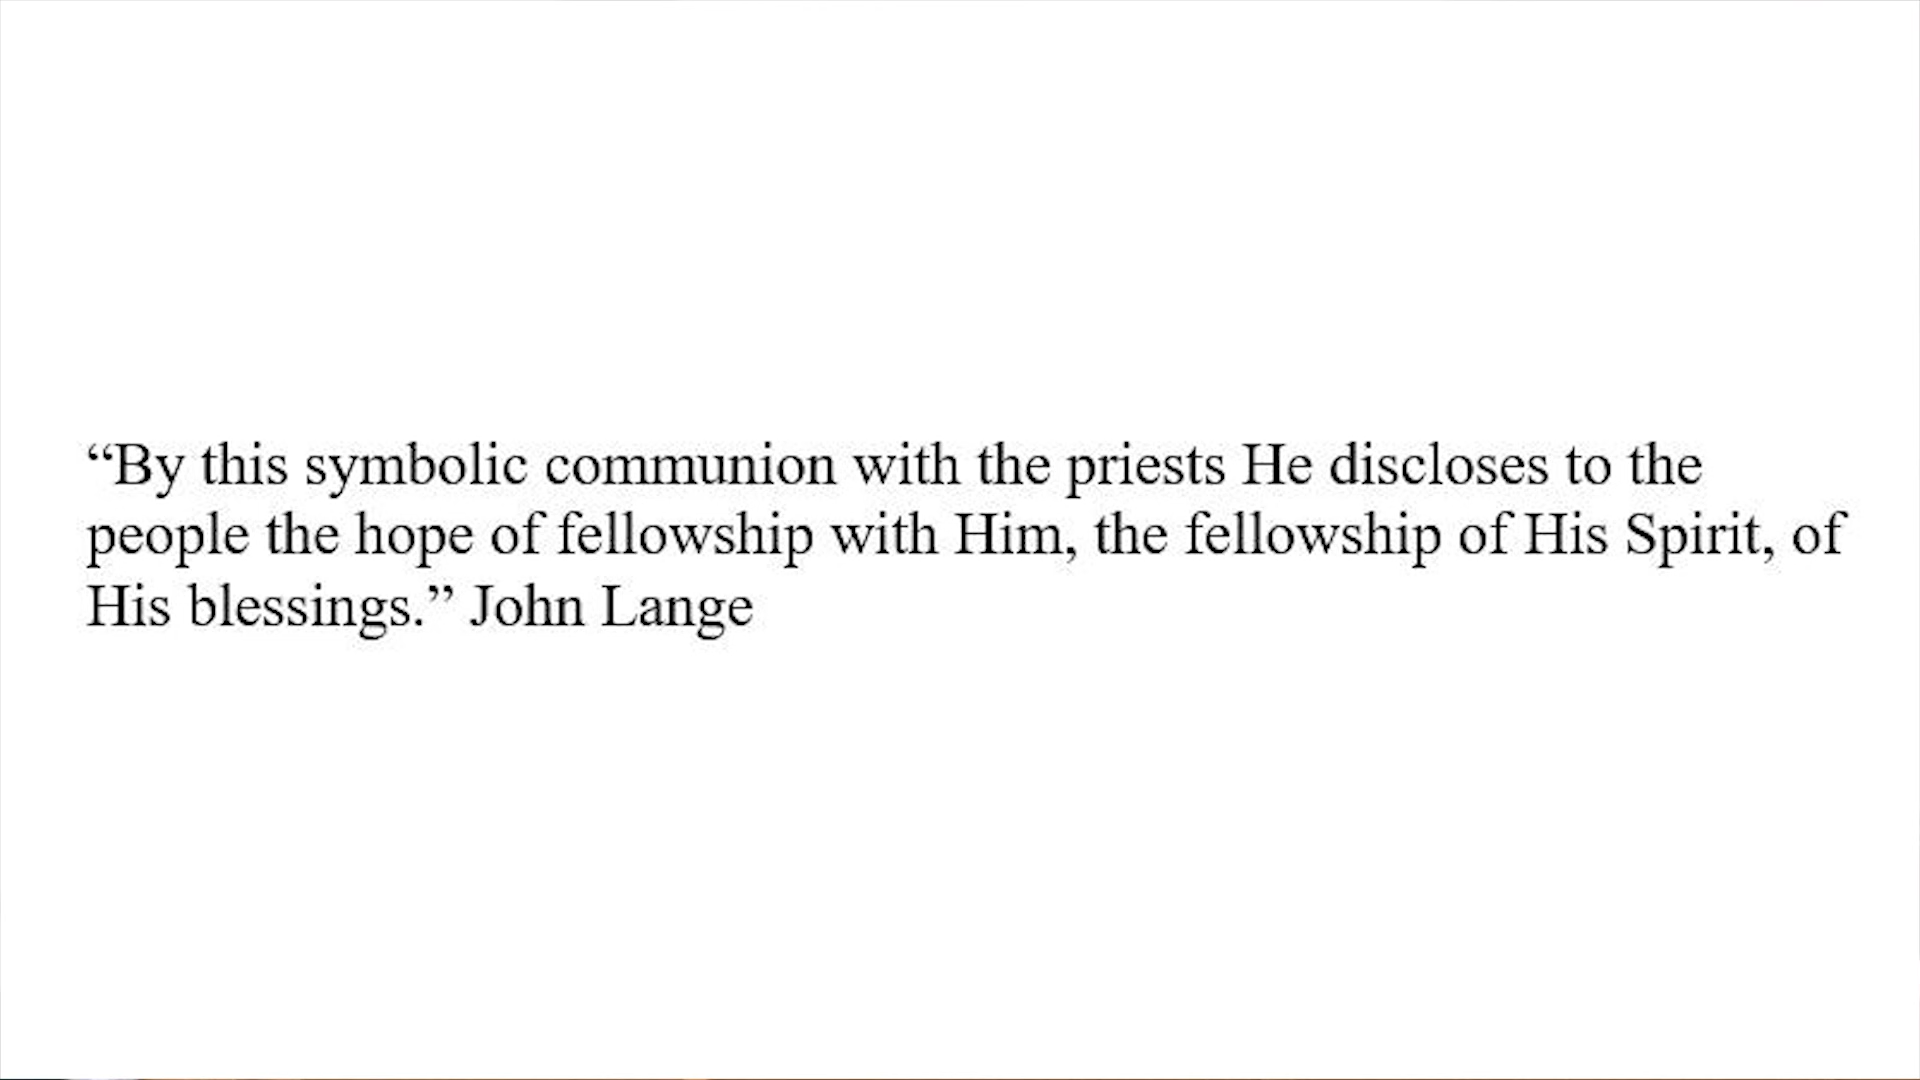 “By this symbolic communion with the priests He discloses to the
people the hope of fellowship with Him, the fellowship of His Spirit, of
His blessings.” John Lange